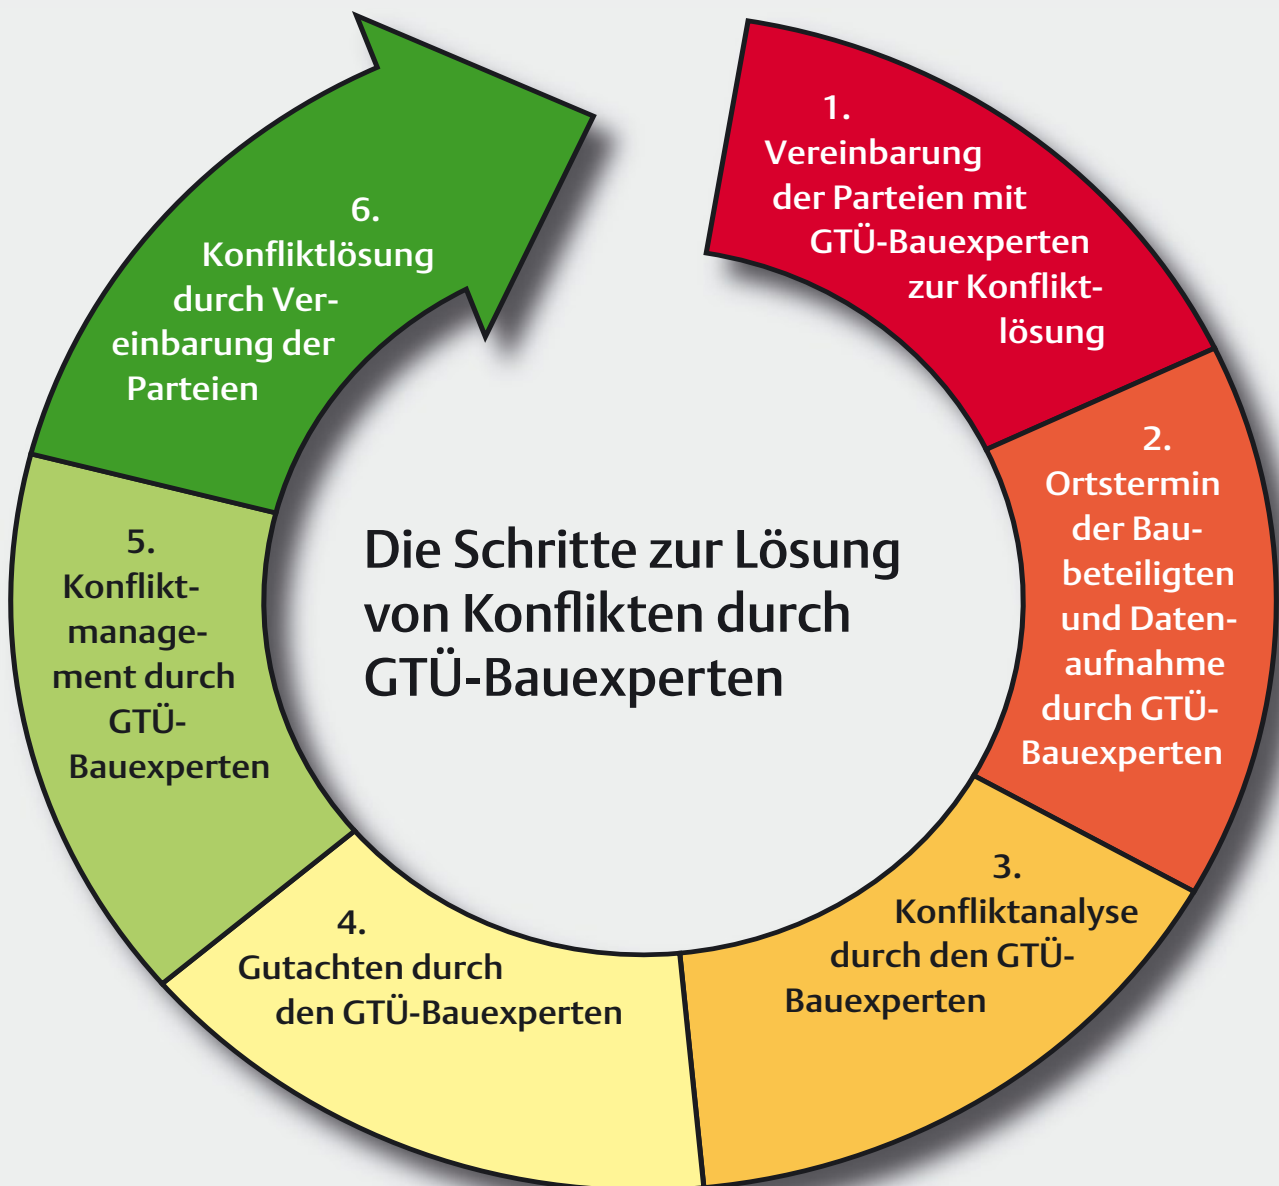 Die Schritte zur Lösung
von Konflikten durch
GTÜ-Bauexperten
1.
Vereinbarung
der Parteien mit
GTÜ-Bauexperten
zur Konflikt-
lösung
2.
Ortstermin
der Bau-
beteiligten
und Daten-
aufnahme
durch GTÜ-
Bauexperten
3.
Konfliktanalyse
durch den GTÜ-
Bauexperten
4.
Gutachten durch
den GTÜ-Bauexperten
5.
Konflikt-
manage-
ment durch
GTÜ-
Bauexperten
6.
Konfliktlösung
durch Ver-
einbarung der
Parteien